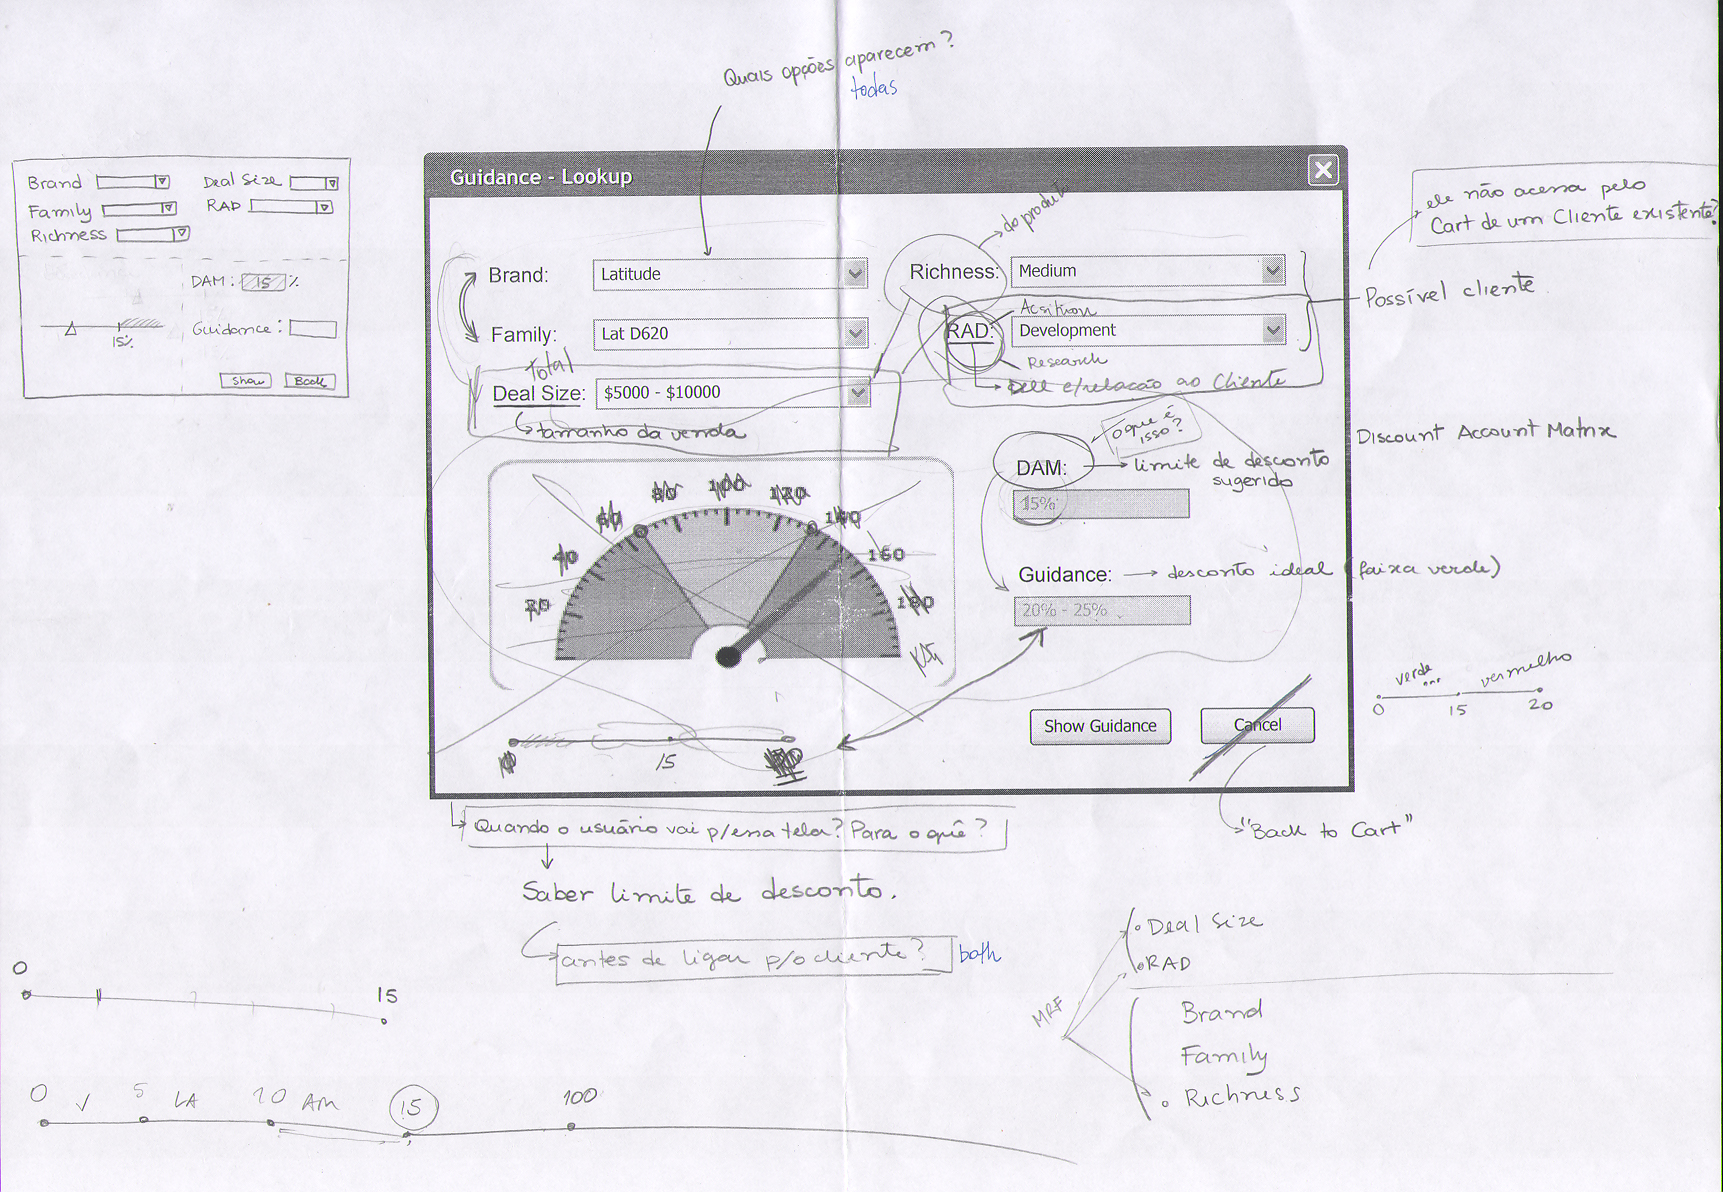 Quais opções aparecem?
todas
Brand
Deal Size
Family
RAD
Richness
DAM: 15 %
Guidance:
15%
Show
Back
Guidance - Lookup
do produto
Brand:
Latitude
Richness:
Medium
Family:
Lat D620
RAD:
Development
Acsition
Research
Dell c/relação ao Cliente
Total
Deal Size:
$5000 - $10000
tamanho da venda
ele não acessa pelo
Cart de um Cliente existente?
Possível cliente
Discount Account Matrix
o que é
isso?
DAM:
limite de desconto
sugerido
15%
Guidance:
desconto ideal (faixa verde)
20% - 25%
20
40
60
80
100
120
140
160
180
15
Show Guidance
Cancel
"Back to Cart"
verde
vermelho
0
15
20
Quando o usuário vai p/essa tela? Para o quê?
Saber limite de desconto.
antes de ligar p/o cliente?
both
MRF
Deal Size
RAD
Brand
Family
Richness
0
15
0
V
5
LA
10
AM
15
100